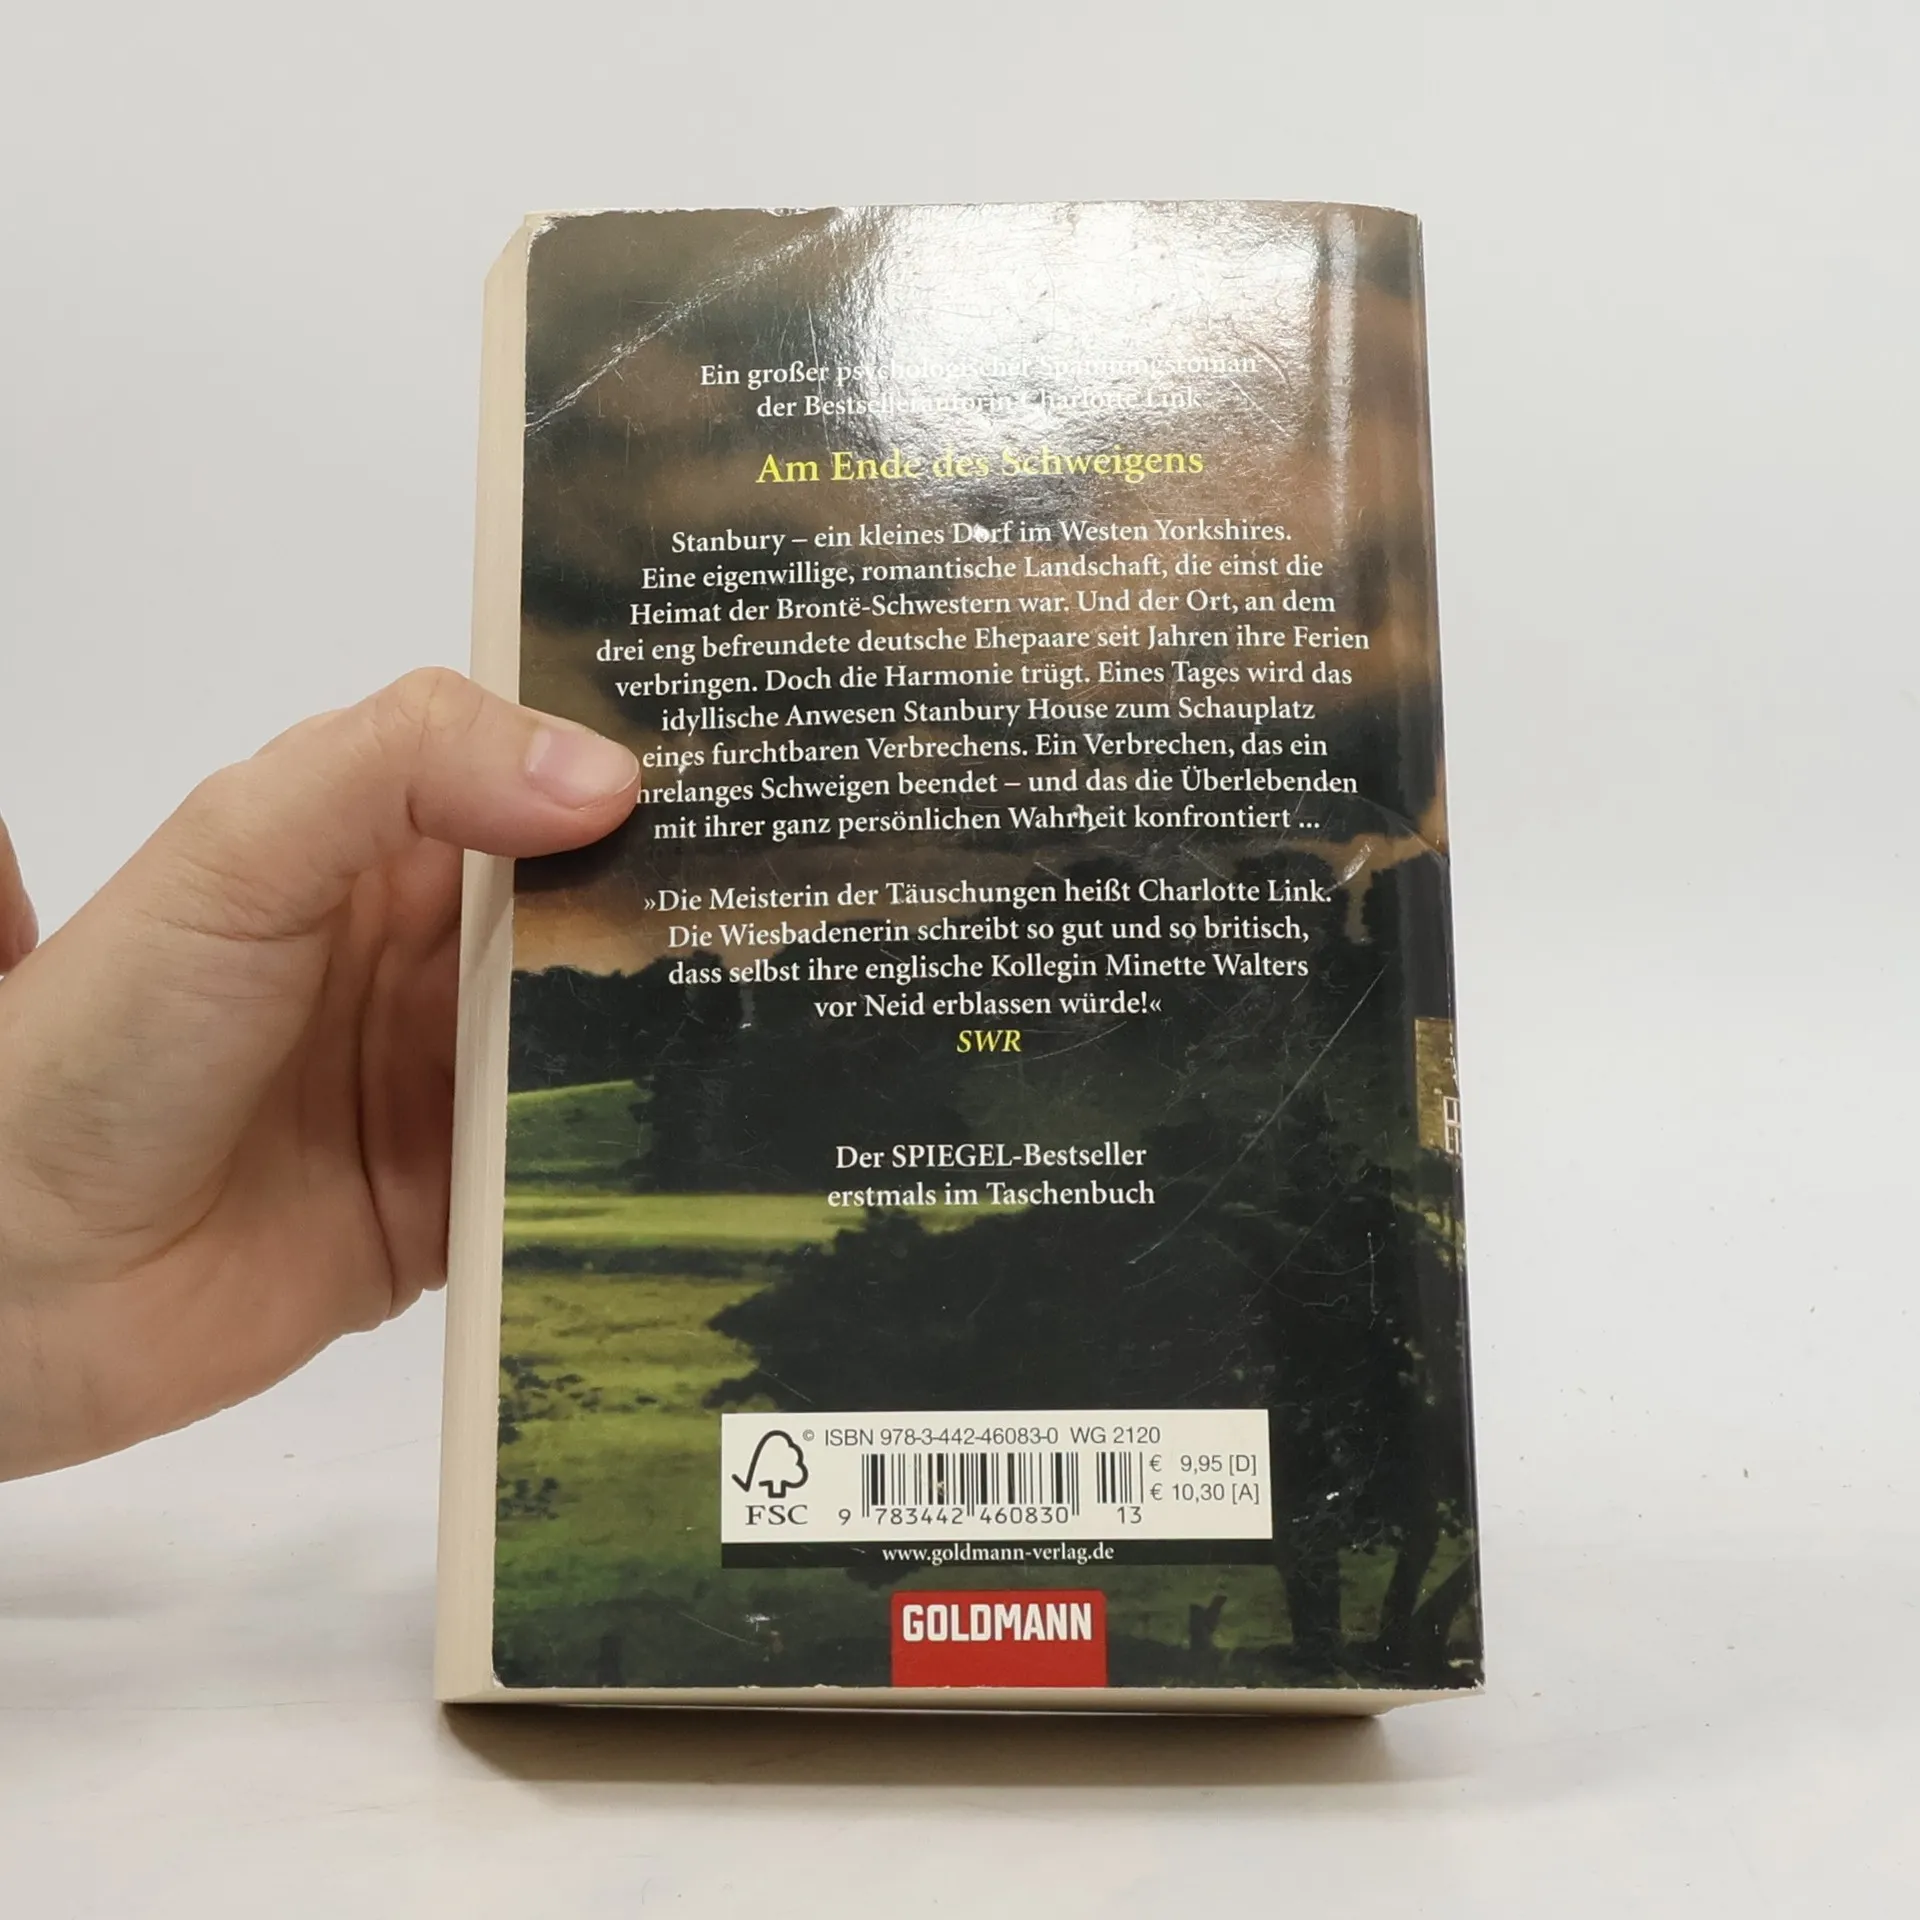 Ein großer psychologischer Spannungsroman
der Bestsellerautorin Charlotte Link
Am Ende des Schweigens
Stanbury – ein kleines Dorf im Westen Yorkshires.
Eine eigenwillige, romantische Landschaft, die einst die
Heimat der Brontë-Schwestern war. Und der Ort, an dem
drei eng befreundete deutsche Ehepaare seit Jahren ihre Ferien
verbringen. Doch die Harmonie trügt. Eines Tages wird das
idyllische Anwesen Stanbury House zum Schauplatz
eines furchtbaren Verbrechens. Ein Verbrechen, das ein
hrelanges Schweigen beendet – und das die Überlebenden
mit ihrer ganz persönlichen Wahrheit konfrontiert ...
»Die Meisterin der Täuschungen heißt Charlotte Link.
Die Wiesbadenerin schreibt so gut und so britisch,
dass selbst ihre englische Kollegin Minette Walters
vor Neid erblassen würde!«
SWR
Der SPIEGEL-Bestseller
erstmals im Taschenbuch
© ISBN 978-3-442-46083-0 WG 2120
€ 9,95 [D]
€ 10,30 [A]
FSC
9 783442 460830 13
www.goldmann-verlag.de
GOLDMANN